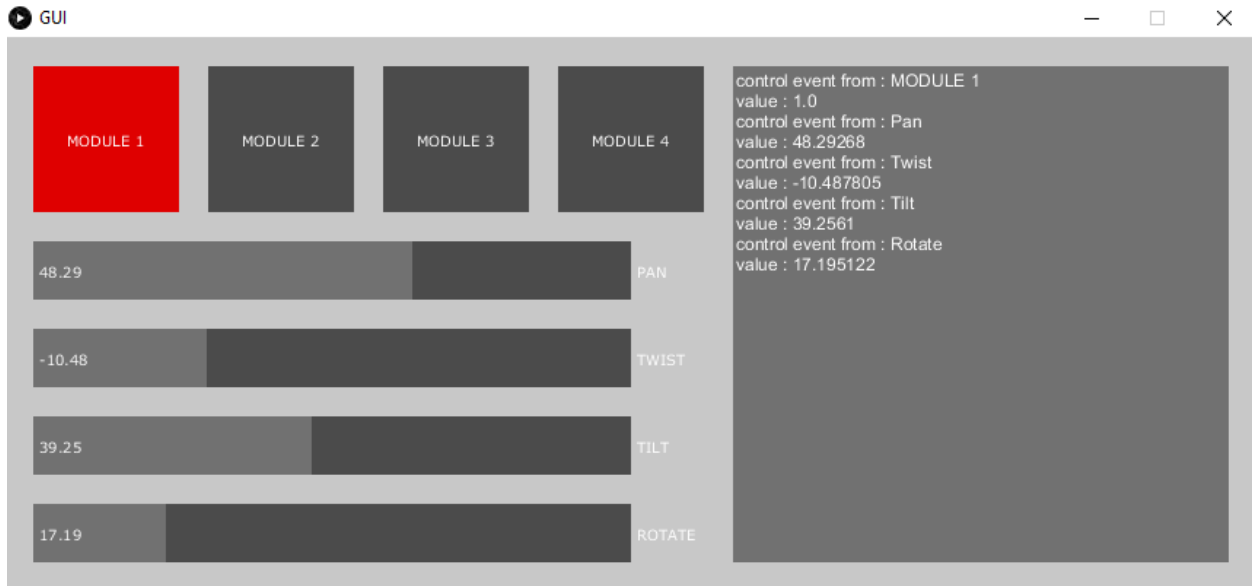 GUI
MODULE 1
MODULE 2
MODULE 3
MODULE 4
48.29
PAN
-10.48
TWIST
39.25
TILT
17.19
ROTATE
control event from : MODULE 1
value : 1.0
control event from : Pan
value : 48.29268
control event from : Twist
value : -10.487805
control event from : Tilt
value : 39.2561
control event from : Rotate
value : 17.195122